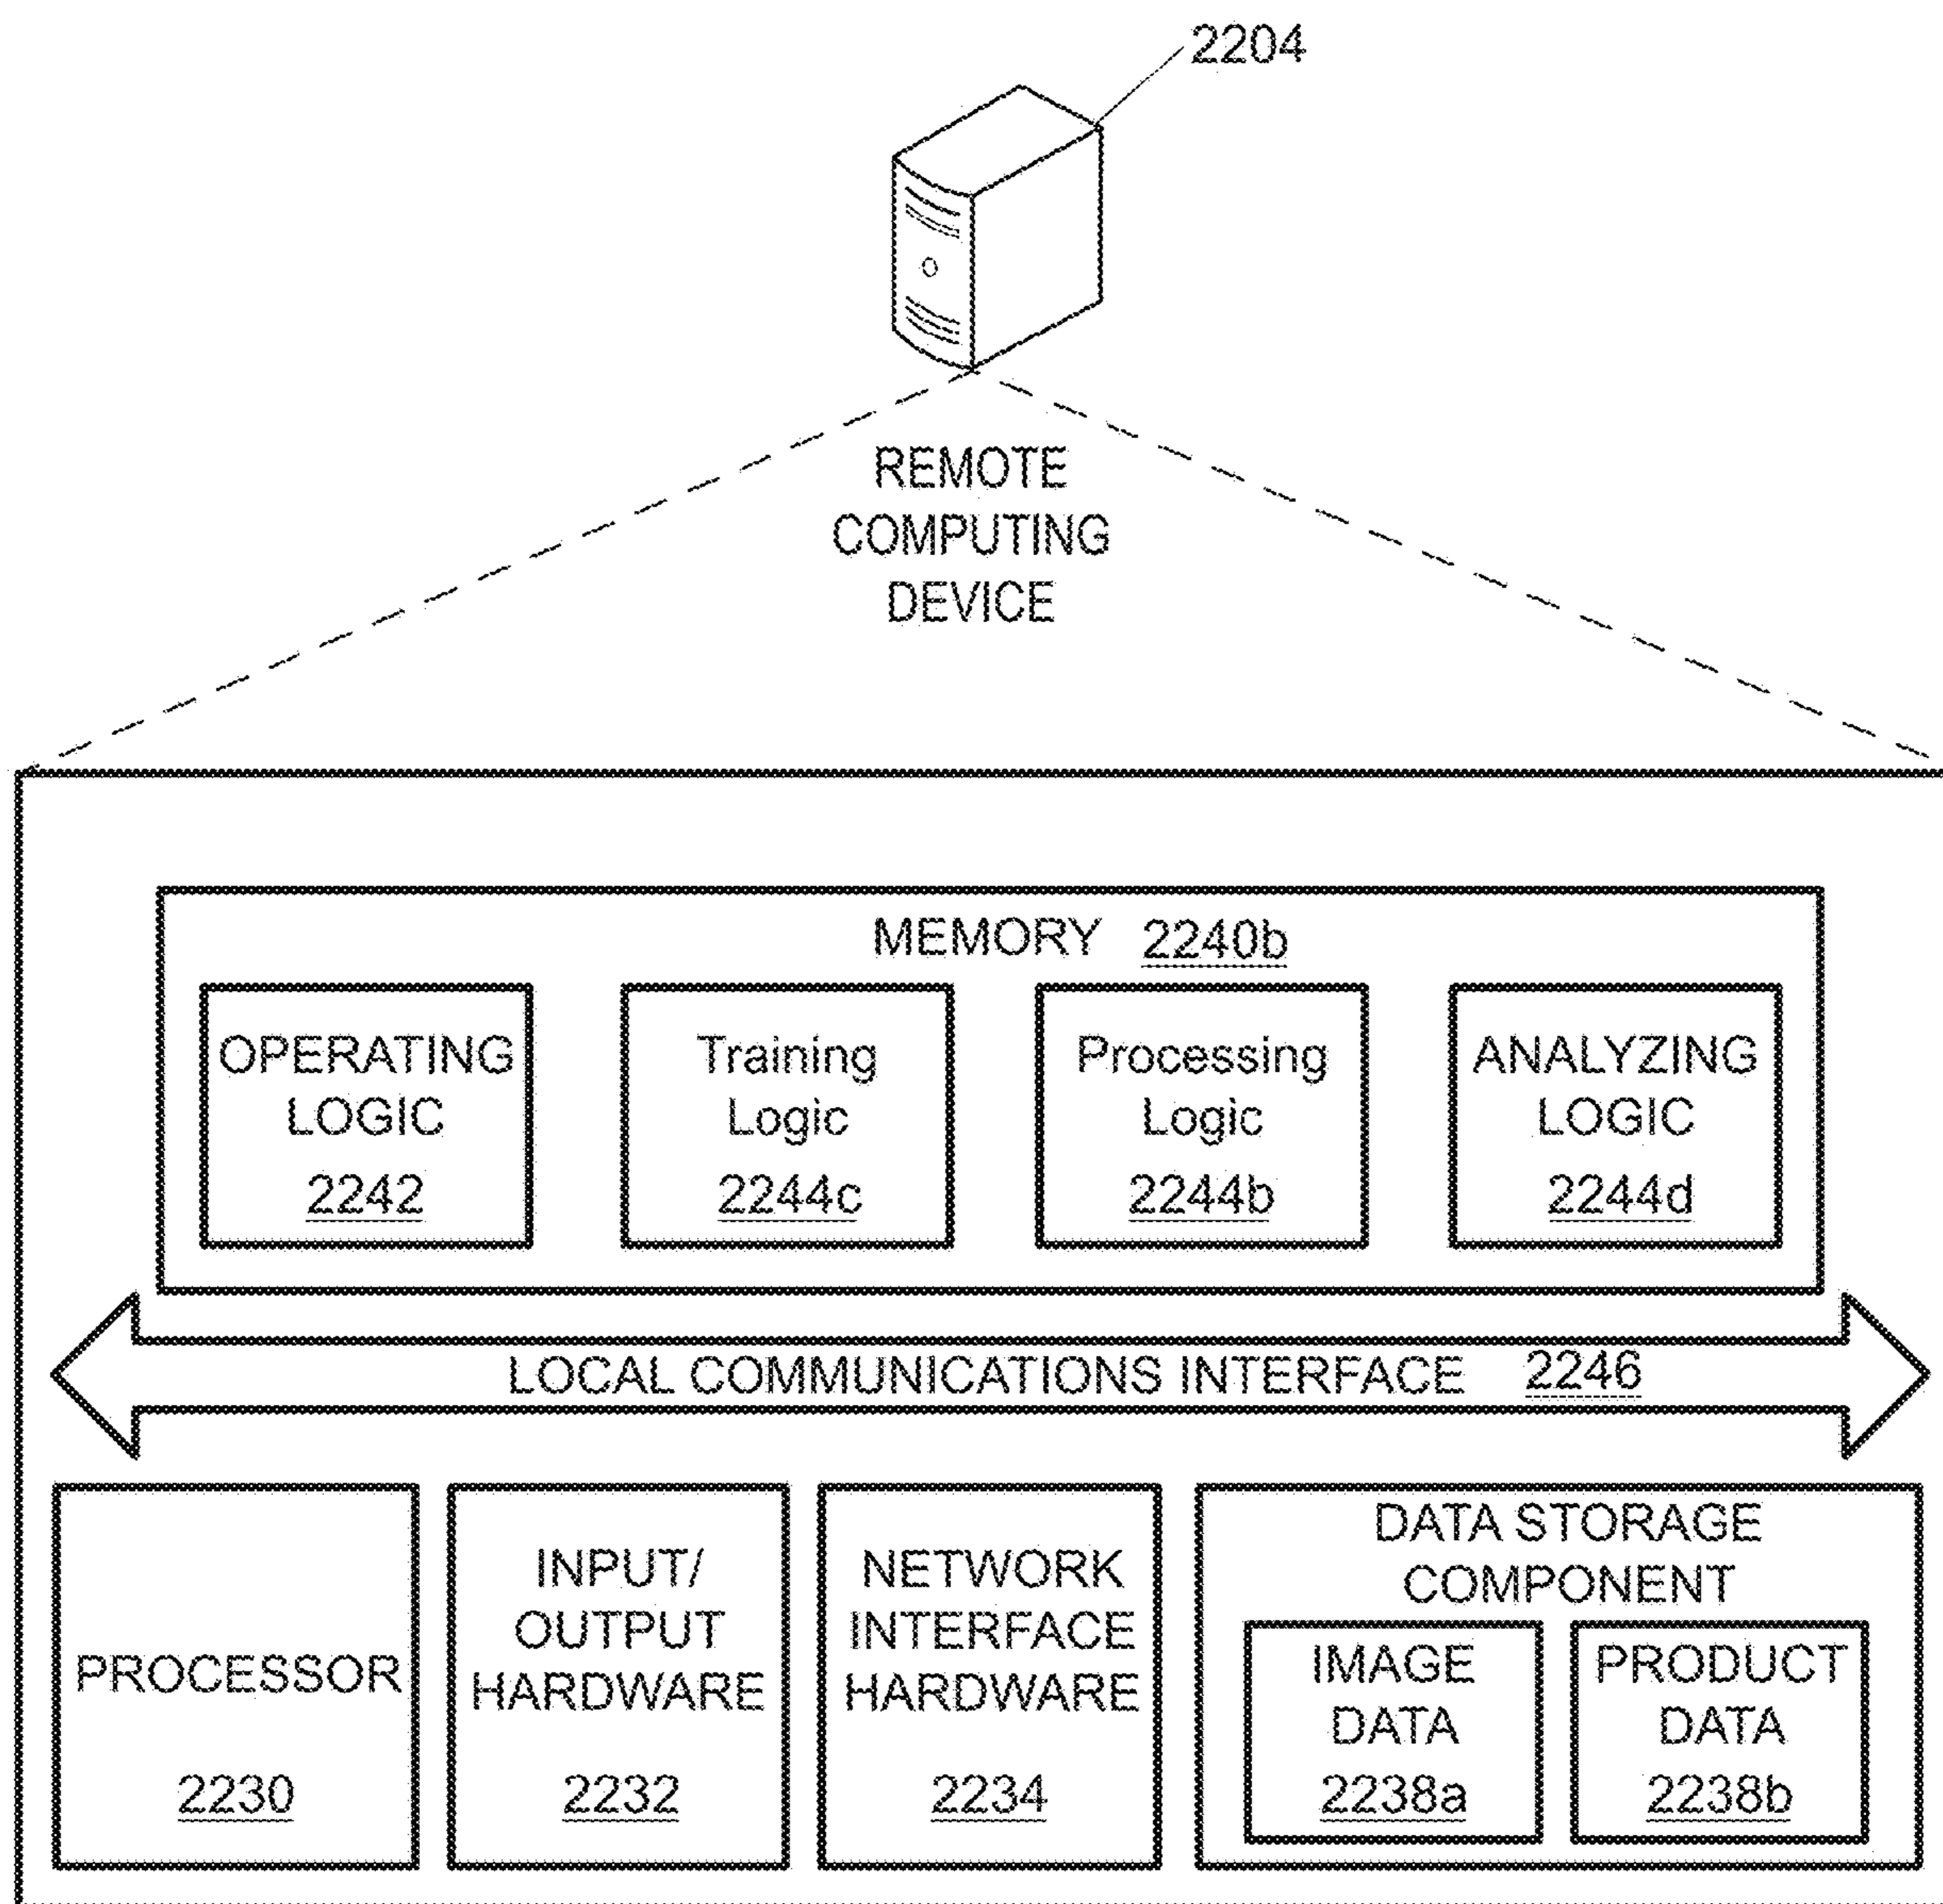 2204
REMOTE
COMPUTING
DEVICE
MEMORY 2240b
OPERATING
LOGIC
2242
Training
Logic
2244c
Processing
Logic
2244b
ANALYZING
LOGIC
2244d
LOCAL COMMUNICATIONS INTERFACE 2246
PROCESSOR
2230
INPUT/
OUTPUT
HARDWARE
2232
NETWORK
INTERFACE
HARDWARE
2234
DATA STORAGE
COMPONENT
IMAGE
DATA
2238a
PRODUCT
DATA
2238b